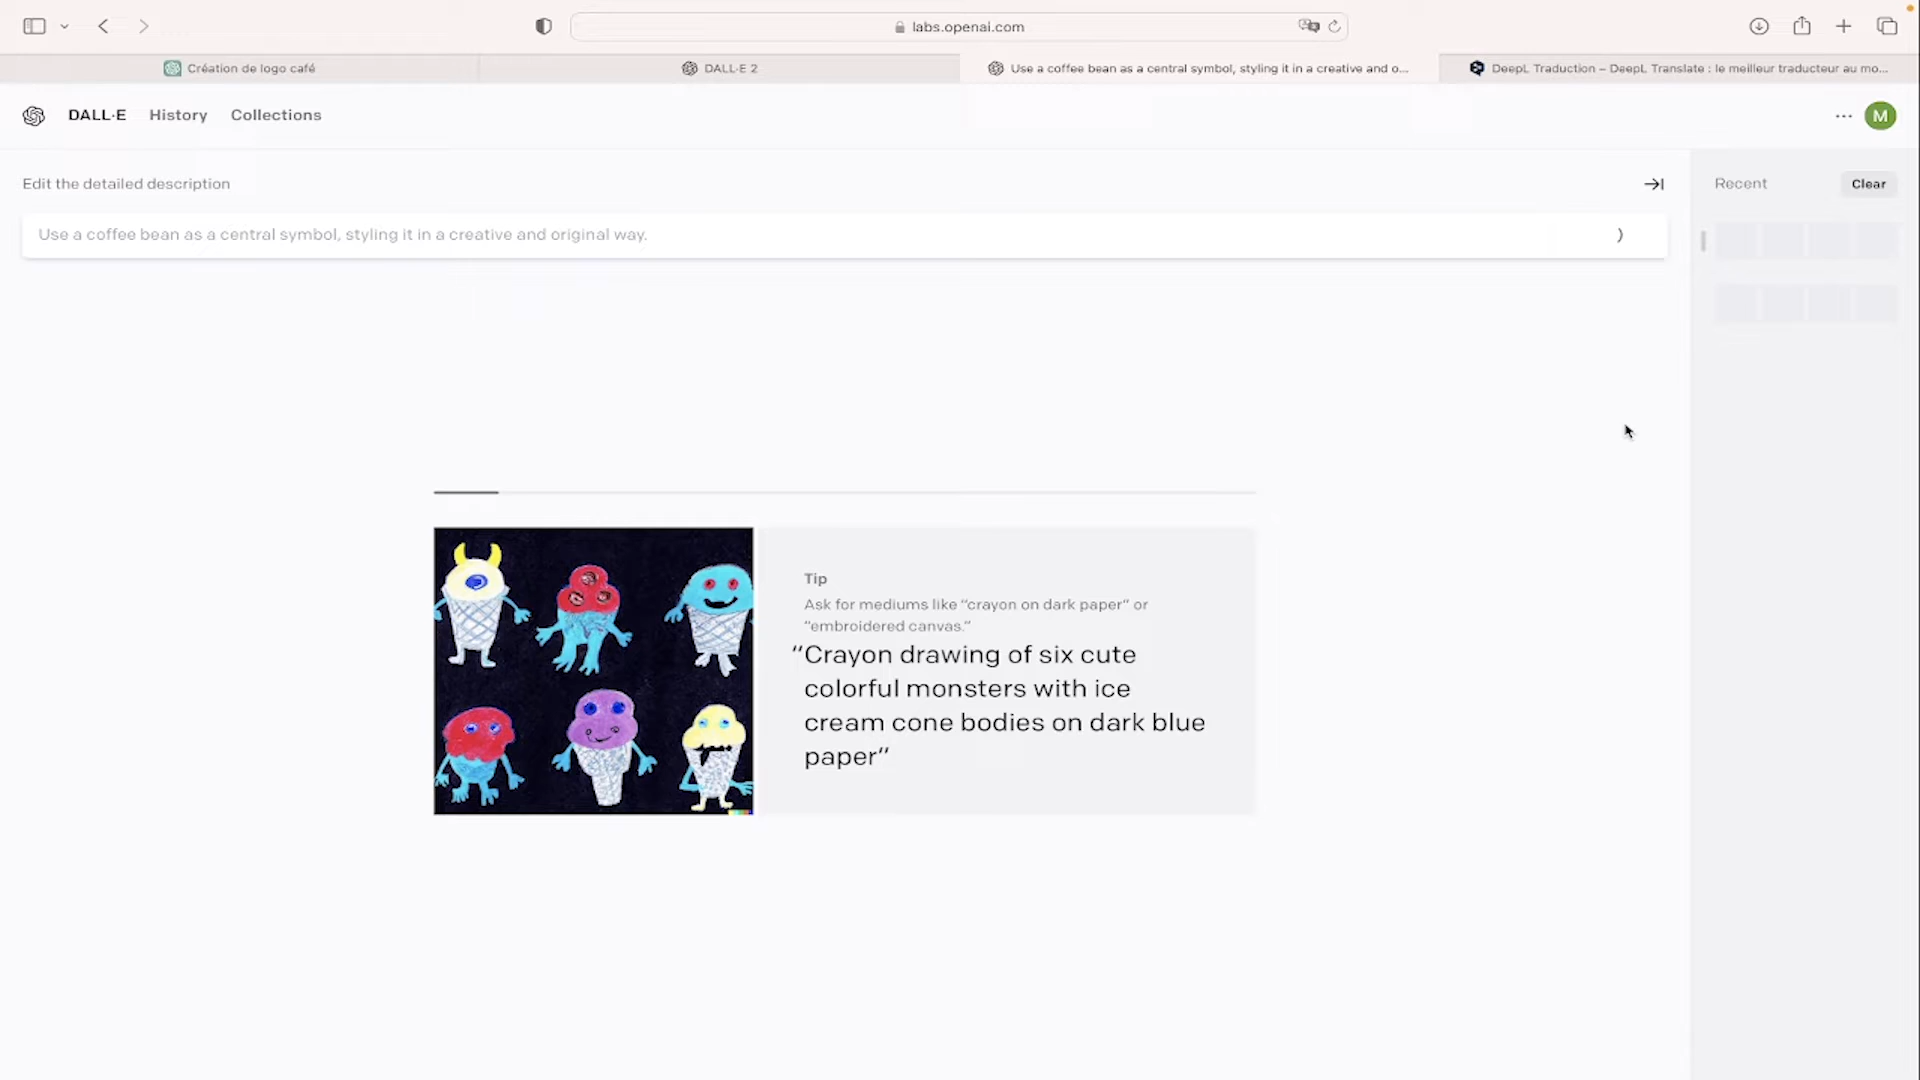 labs.openai.com
Création de logo café
DALL·E 2
Use a coffee bean as a central symbol, styling it in a creative and o...
DeepL Traduction – DeepL Translate : le meilleur traducteur au mo...
DALL·E
History
Collections
M
Edit the detailed description
Recent
Clear
Use a coffee bean as a central symbol, styling it in a creative and original way.
Tip
Ask for mediums like “crayon on dark paper” or
“embroidered canvas.”
“Crayon drawing of six cute
colorful monsters with ice
cream cone bodies on dark blue
paper”